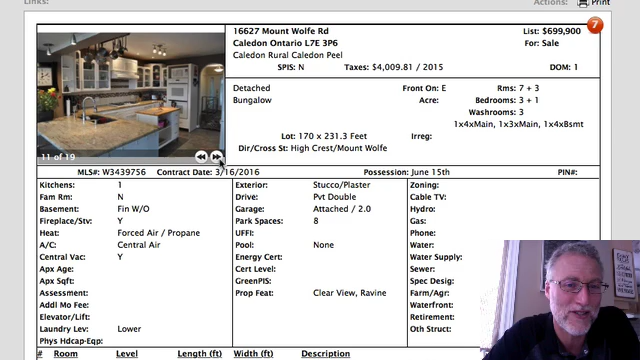 Links:
Actions: Print
7
16627 Mount Wolfe Rd List: $699,900
Caledon Ontario L7E 3P6 For: Sale
Caledon Rural Caledon Peel
SPIS: N Taxes: $4,009.81 / 2015 DOM: 1
Detached Front On: E Rms: 7 + 3
Bungalow Acre: Bedrooms: 3 + 1
Washrooms: 3
1x4xMain, 1x3xMain, 1x4xBsmt
Lot: 170 x 231.3 Feet Irreg:
Dir/Cross St: High Crest/Mount Wolfe
11 of 19
MLS#: W3439756 Contract Date: 3/16/2016 Possession: June 15th PIN#:
Kitchens: 1 Exterior: Stucco/Plaster Zoning:
Fam Rm: N Drive: Pvt Double Cable TV:
Basement: Fin W/O Garage: Attached / 2.0 Hydro:
Fireplace/Stv: Y Park Spaces: 8 Gas:
Heat: Forced Air / Propane UFFI: Phone:
A/C: Central Air Pool: None Water:
Central Vac: Y Energy Cert: Water Supply:
Apx Age: Cert Level: Sewer:
Apx Sqft: GreenPIS: Spec Desig:
Assessment: Prop Feat: Clear View, Ravine Farm/Agr:
Addl Mo Fee: Waterfront:
Elevator/Lift: Retirement:
Laundry Lev: Lower Oth Struct:
Phys Hdcap-Eqp:
# Room Level Length (ft) Width (ft) Description